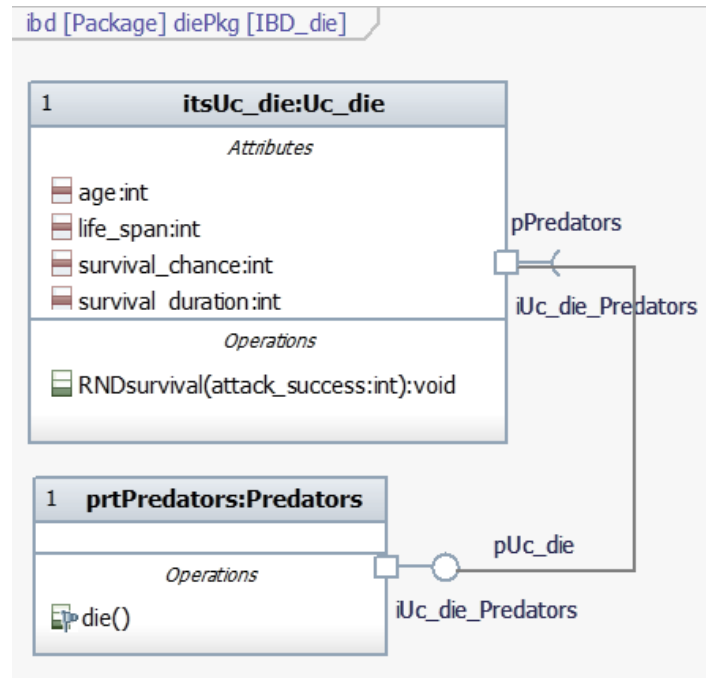 ibd [Package] diePkg [IBD_die]
1 itsUc_die:Uc_die
Attributes
age:int
life_span:int
survival_chance:int
survival_duration:int
pPredators
iUc_die_Predators
Operations
RNDsurvival(attack_success:int):void
1 prtPredators:Predators
Operations
die()
pUc_die
iUc_die_Predators